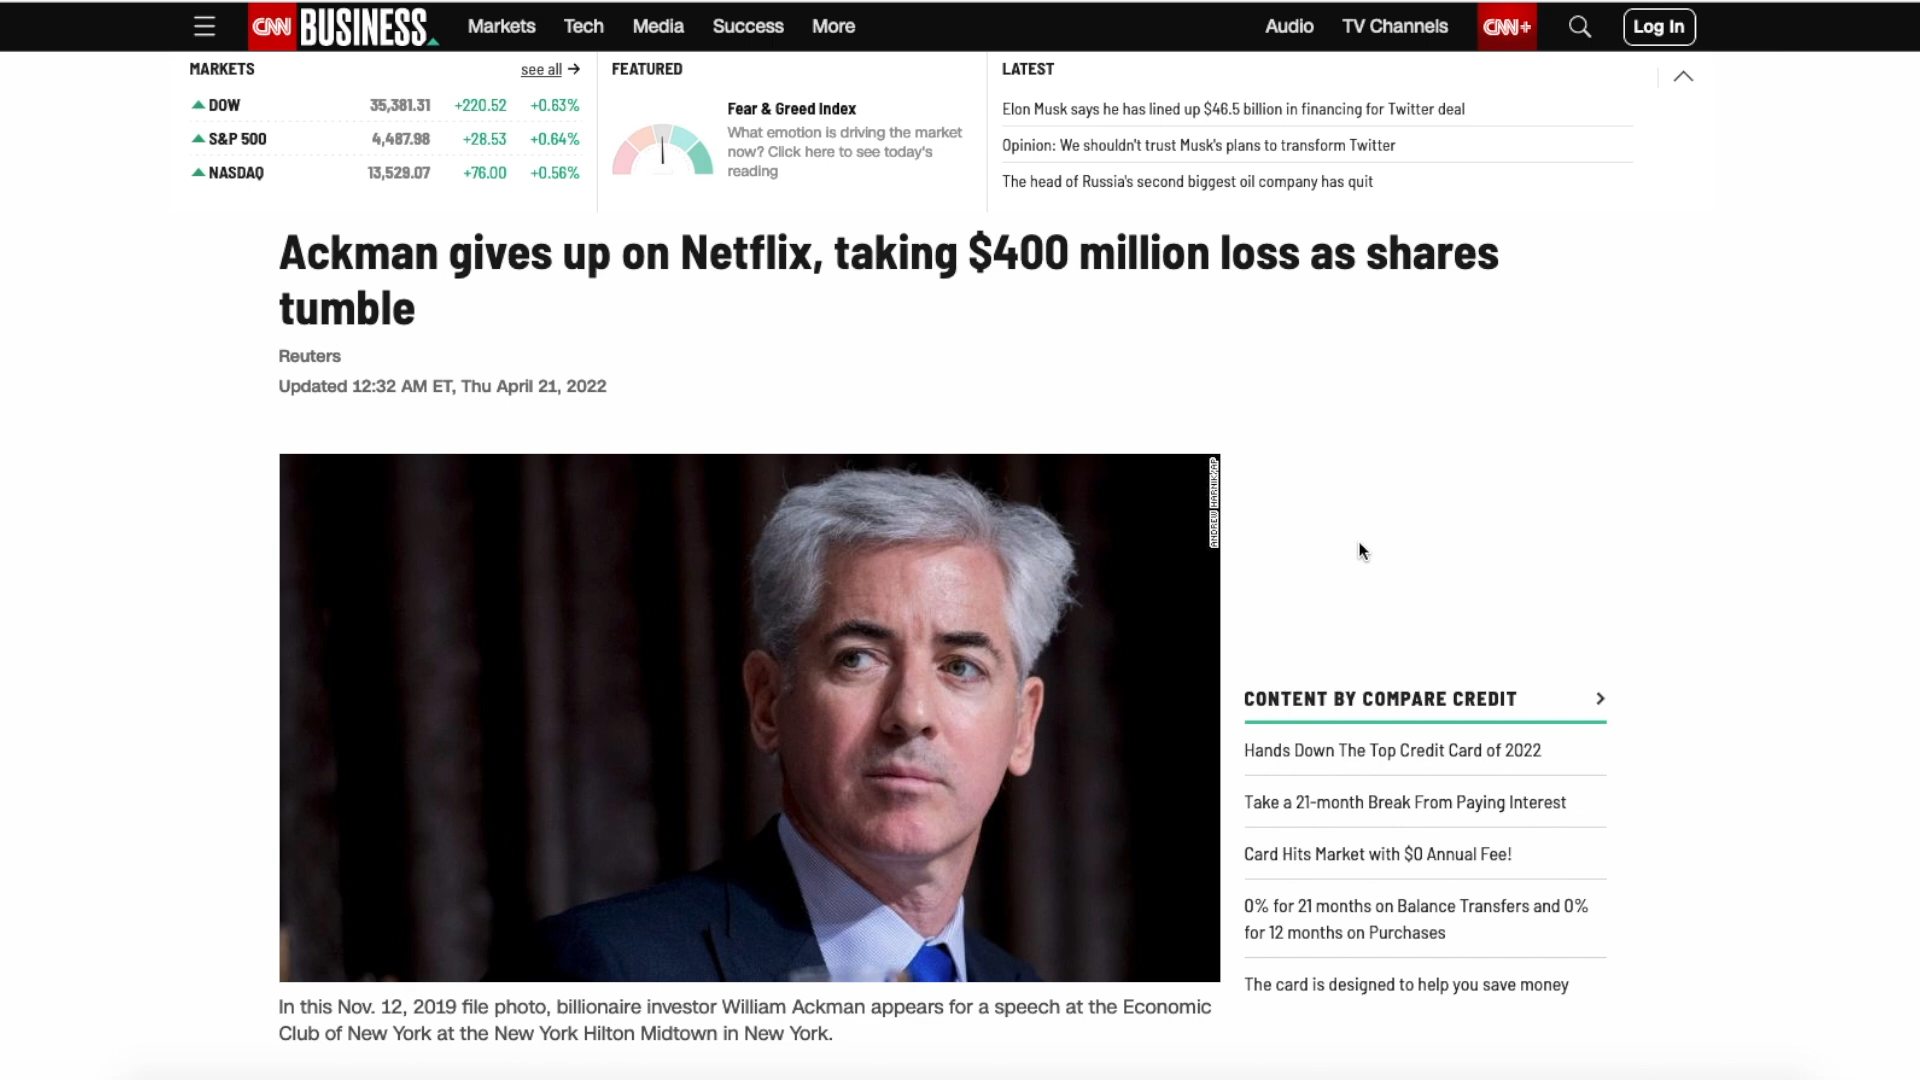 CNN BUSINESS Markets Tech Media Success More Audio TV Channels CNN+ Log In
MARKETS see all →
DOW 35,381.31 +220.52 +0.63%
S&P 500 4,487.98 +28.53 +0.64%
NASDAQ 13,529.07 +76.00 +0.56%
FEATURED
Fear & Greed Index
What emotion is driving the market
now? Click here to see today's
reading
LATEST
Elon Musk says he has lined up $46.5 billion in financing for Twitter deal
Opinion: We shouldn't trust Musk's plans to transform Twitter
The head of Russia's second biggest oil company has quit
Ackman gives up on Netflix, taking $400 million loss as shares
tumble
Reuters
Updated 12:32 AM ET, Thu April 21, 2022
ANDREW HARNIK/AP
In this Nov. 12, 2019 file photo, billionaire investor William Ackman appears for a speech at the Economic
Club of New York at the New York Hilton Midtown in New York.
CONTENT BY COMPARE CREDIT
Hands Down The Top Credit Card of 2022
Take a 21-month Break From Paying Interest
Card Hits Market with $0 Annual Fee!
0% for 21 months on Balance Transfers and 0%
for 12 months on Purchases
The card is designed to help you save money